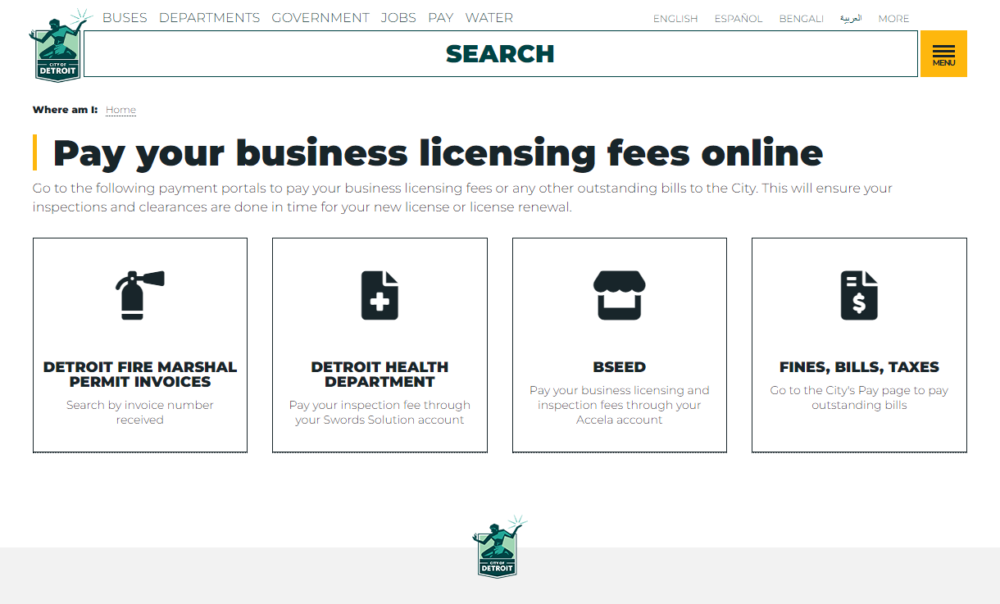 BUSES DEPARTMENTS GOVERNMENT JOBS PAY WATER
ENGLISH ESPAÑOL BENGALI العربية MORE
CITY OF
DETROIT
SEARCH
MENU
Where am I: Home
Pay your business licensing fees online
Go to the following payment portals to pay your business licensing fees or any other outstanding bills to the City. This will ensure your
inspections and clearances are done in time for your new license or license renewal.
DETROIT FIRE MARSHAL
PERMIT INVOICES
Search by invoice number
received
DETROIT HEALTH
DEPARTMENT
Pay your inspection fee through
your Swords Solution account
BSEED
Pay your business licensing and
inspection fees through your
Accela account
FINES, BILLS, TAXES
Go to the City's Pay page to pay
outstanding bills
CITY OF
DETROIT